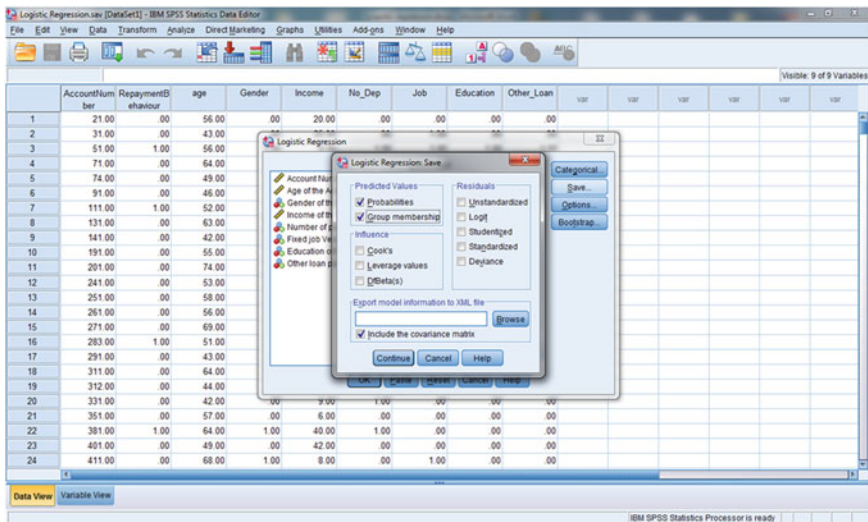 Logistic Regression.sav [DataSet1] - IBM SPSS Statistics Data Editor
File Edit View Data Transform Analyze Direct Marketing Graphs Utilities Add-ons Window Help
Visible: 9 of 9 Variables
AccountNumber RepaymentBehaviour age Gender Income No_Dep Job Education Other_Loan var var var var var var
1 21.00 .00 56.00 .00 20.00 .00 .00 .00 .00
2 31.00 .00 43.00
3 51.00 1.00 56.00
4 71.00 .00 64.00
5 74.00 .00 49.00
6 91.00 .00 46.00
7 111.00 1.00 52.00
8 131.00 .00 63.00
9 141.00 .00 42.00
10 191.00 .00 55.00
11 201.00 .00 74.00
12 241.00 .00 53.00
13 251.00 .00 58.00
14 261.00 .00 56.00
15 271.00 .00 69.00
16 283.00 1.00 51.00
17 291.00 .00 43.00
18 311.00 .00 64.00
19 312.00 .00 44.00
20 331.00 .00 42.00 .00 9.00 1.00 .00 .00 .00
21 351.00 .00 57.00 .00 6.00 .00 .00 .00 .00
22 381.00 1.00 64.00 1.00 40.00 1.00 .00 .00 .00
23 401.00 .00 49.00 .00 42.00 .00 .00 .00 .00
24 411.00 .00 68.00 1.00 8.00 .00 1.00 .00 .00
Logistic Regression
Account Num
Age of the A
Gender of th
Income of th
Number of p
Fixed job Ve
Education o
Other loan p
Categorical...
Save...
Options...
Bootstrap...
OK Paste Reset Cancel Help
Logistic Regression: Save
Predicted Values
Probabilities
Group membership
Influence
Cook's
Leverage values
DfBeta(s)
Residuals
Unstandardized
Logit
Studentized
Standardized
Deviance
Export model information to XML file
Browse
Include the covariance matrix
Continue Cancel Help
Data View Variable View
IBM SPSS Statistics Processor is ready